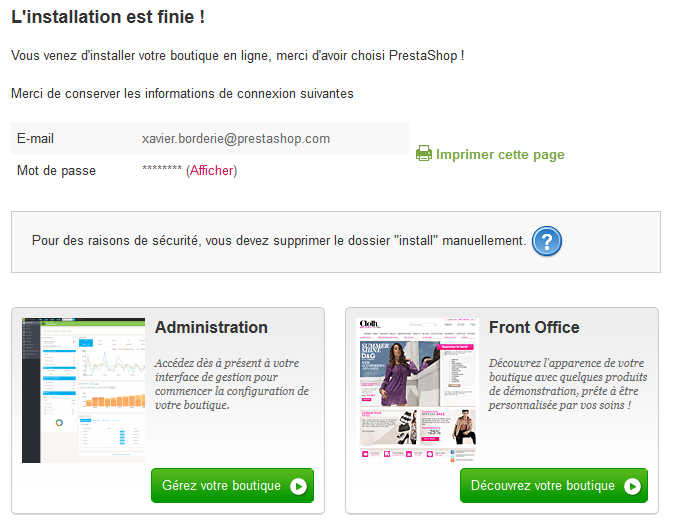 L'installation est finie !
Vous venez d'installer votre boutique en ligne, merci d'avoir choisi PrestaShop !
Merci de conserver les informations de connexion suivantes
E-mail xavier.borderie@prestashop.com
Mot de passe ******** (Afficher)
Imprimer cette page
Pour des raisons de sécurité, vous devez supprimer le dossier "install" manuellement. ?
Administration
Accédez dès à présent à votre
interface de gestion pour
commencer la configuration de
votre boutique.
Gérez votre boutique
Cloth
SUMMER
SHINE
D&G
Front Office
Découvrez l'apparence de votre
boutique avec quelques produits
de démonstration, prête à être
personnalisée par vos soins !
Découvrez votre boutique